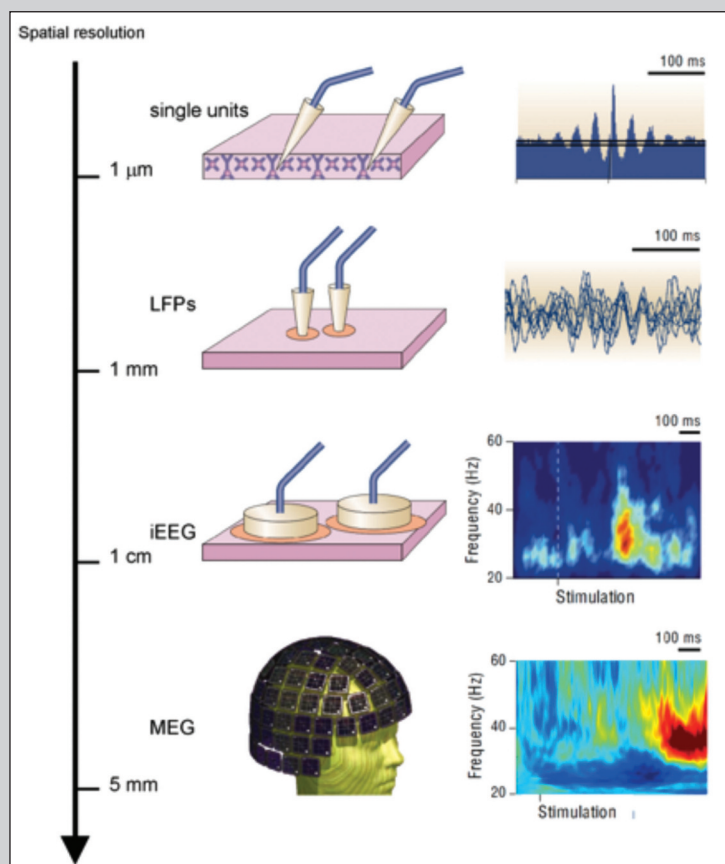 Spatial resolution
100 ms
single units
1 μm
100 ms
LFPs
1 mm
100 ms
60
Frequency (Hz)
40
iEEG
20
1 cm
Stimulation
100 ms
60
Frequency (Hz)
MEG
40
5 mm
20
Stimulation